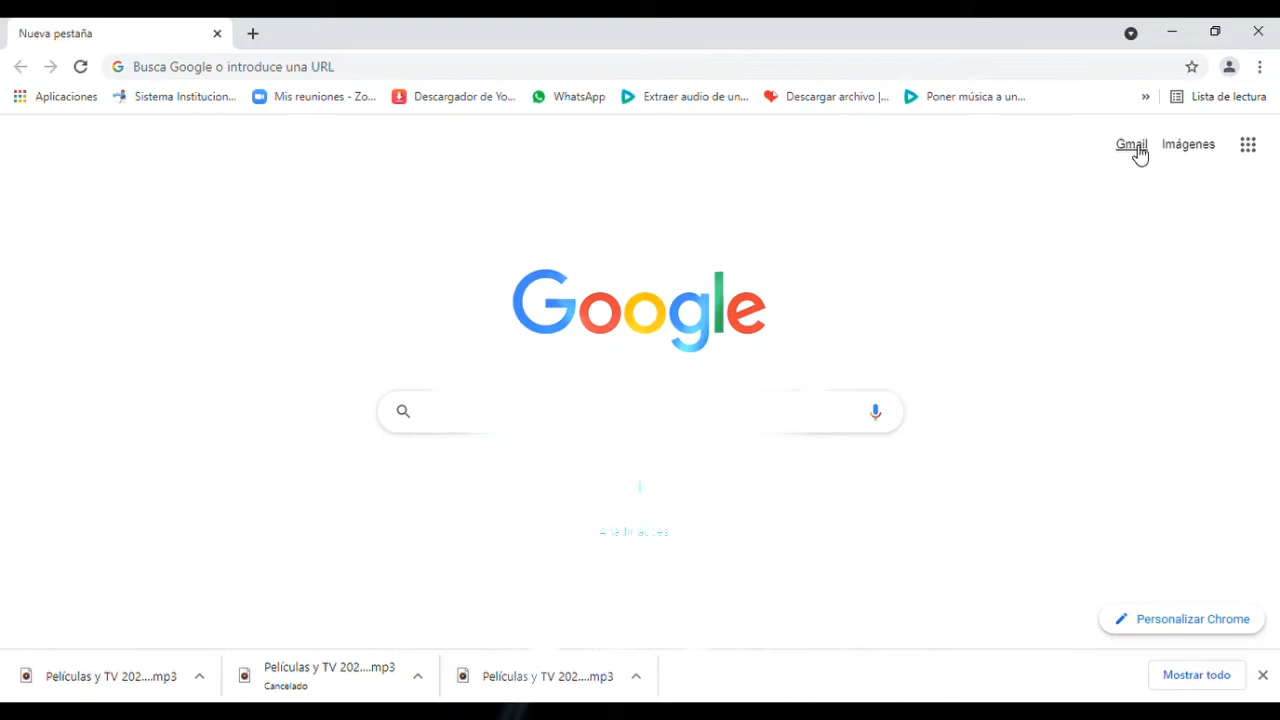 Nueva pestaña
Busca Google o introduce una URL
Aplicaciones Sistema Institucion... Mis reuniones - Zo... Descargador de Yo... WhatsApp Extraer audio de un... Descargar archivo |... Poner música a un... » Lista de lectura
Gmail Imágenes
Google
Personalizar Chrome
Películas y TV 202....mp3
Películas y TV 202....mp3
Cancelado
Películas y TV 202....mp3
Mostrar todo